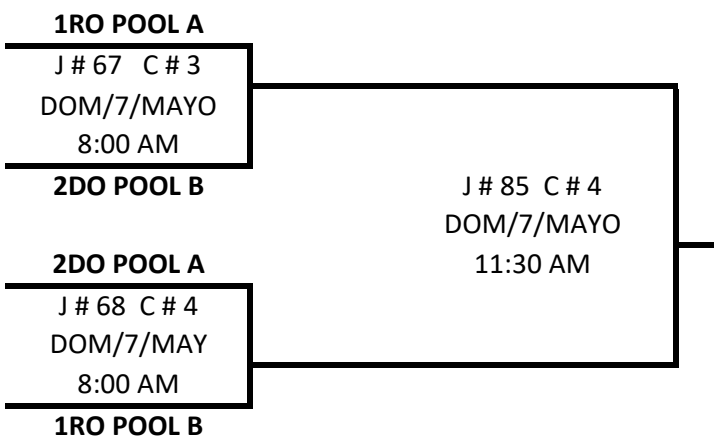 1RO POOL A
J # 67 C # 3
DOM/7/MAYO
8:00 AM
2DO POOL B
J # 85 C # 4
DOM/7/MAYO
11:30 AM
2DO POOL A
J # 68 C # 4
DOM/7/MAY
8:00 AM
1RO POOL B